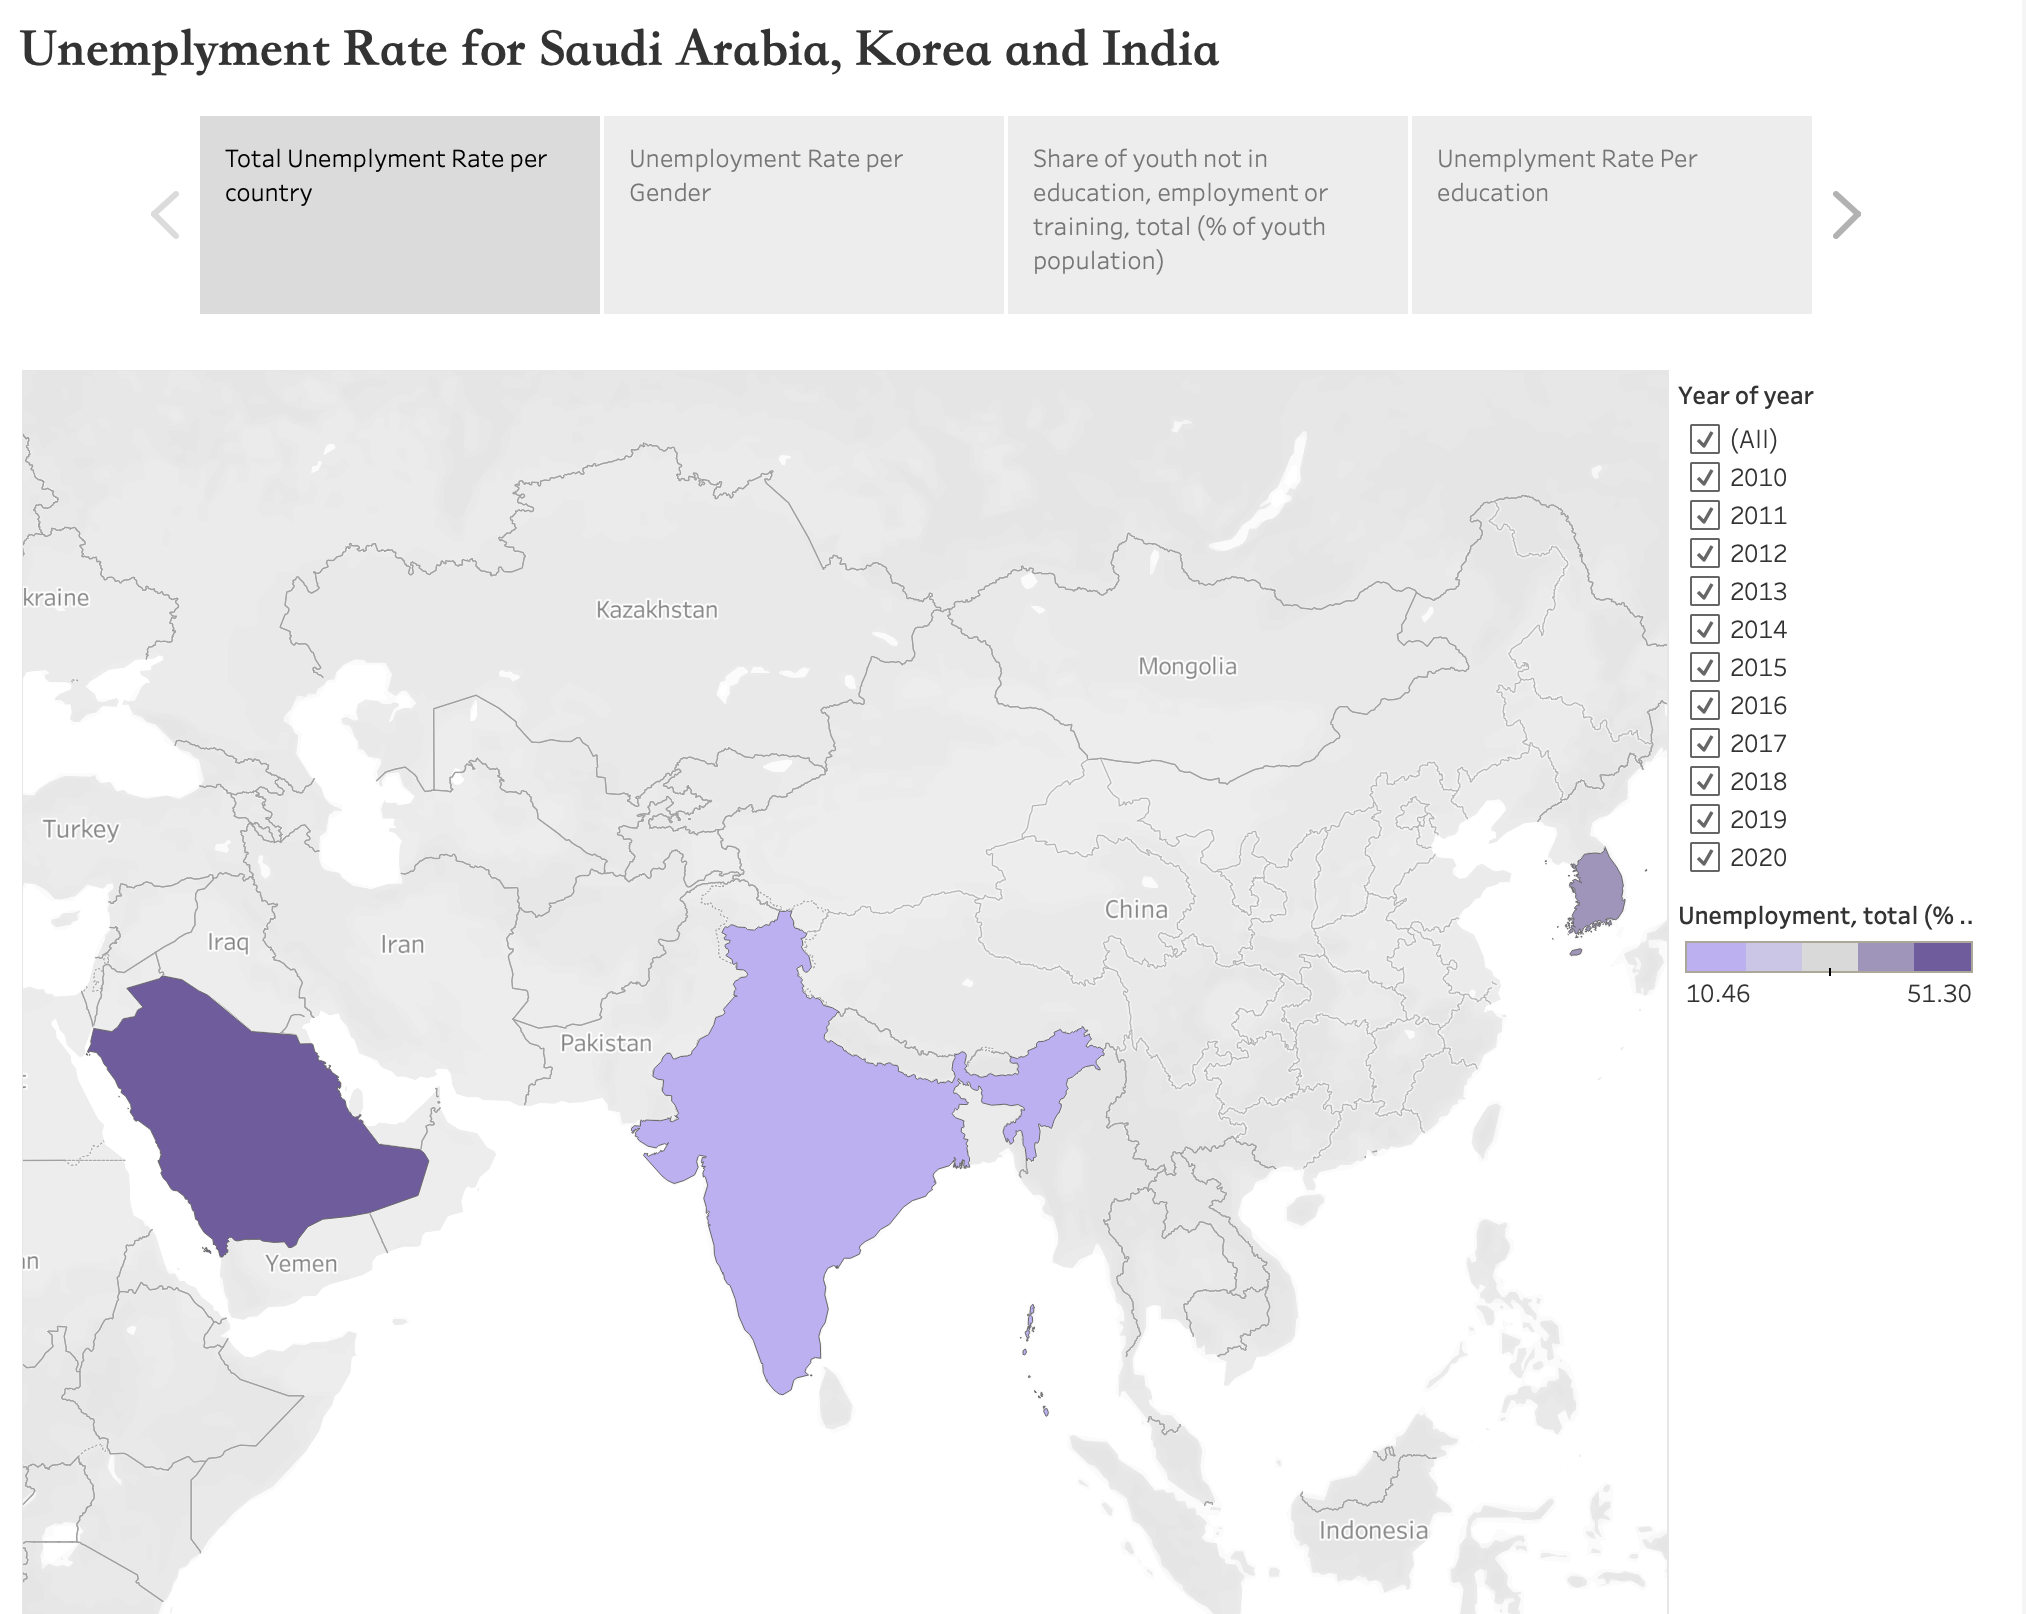 Unemplyment Rate for Saudi Arabia, Korea and India
Total Unemplyment Rate per
country
Unemployment Rate per
Gender
Share of youth not in
education, employment or
training, total (% of youth
population)
Unemplyment Rate Per
education
Year of year
(All)
2010
2011
2012
2013
2014
2015
2016
2017
2018
2019
2020
Unemployment, total (% ..
10.46 51.30
kraine
Kazakhstan
Mongolia
Turkey
China
Iraq
Iran
Pakistan
Yemen
an
Indonesia